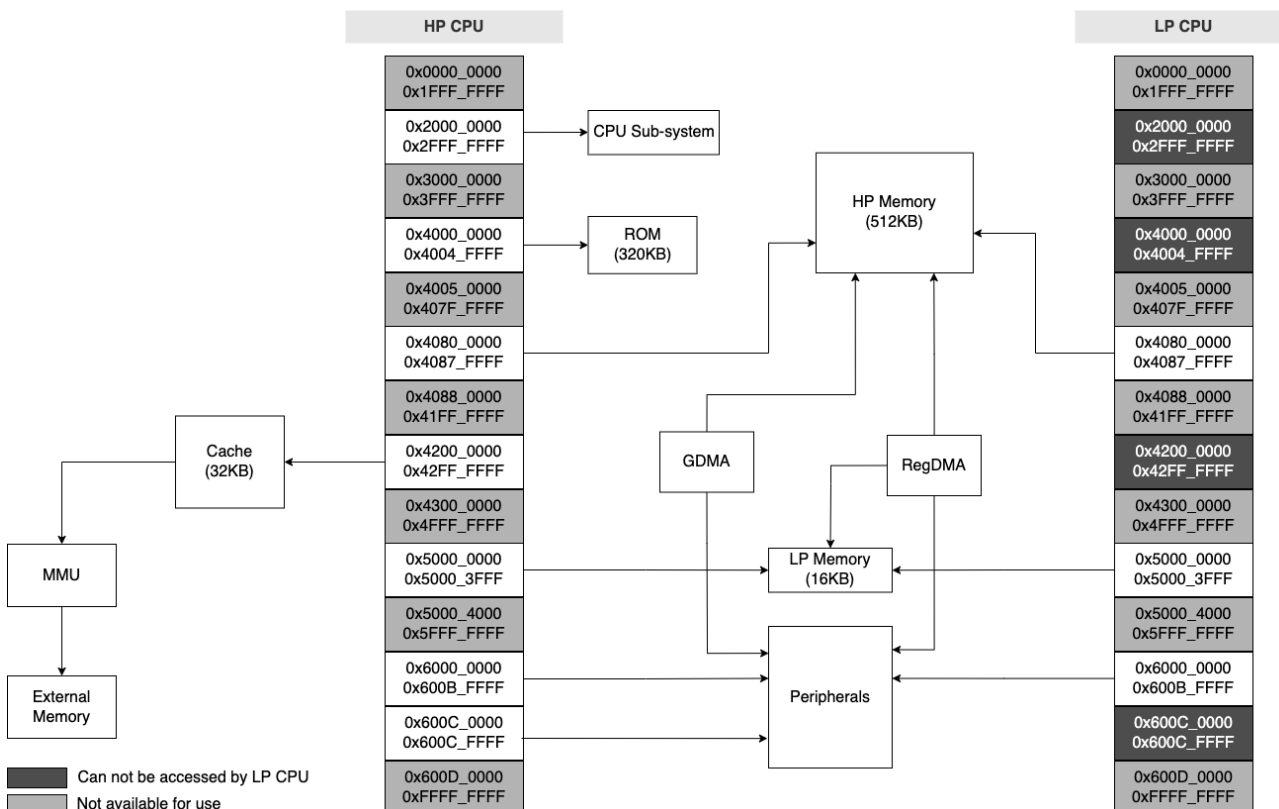 HP CPU
LP CPU
0x0000_0000
0x1FFF_FFFF
0x2000_0000
0x2FFF_FFFF
0x3000_0000
0x3FFF_FFFF
0x4000_0000
0x4004_FFFF
0x4005_0000
0x407F_FFFF
0x4080_0000
0x4087_FFFF
0x4088_0000
0x41FF_FFFF
0x4200_0000
0x42FF_FFFF
0x4300_0000
0x4FFF_FFFF
0x5000_0000
0x5000_3FFF
0x5000_4000
0x5FFF_FFFF
0x6000_0000
0x600B_FFFF
0x600C_0000
0x600C_FFFF
0x600D_0000
0xFFFF_FFFF
CPU Sub-system
ROM
(320KB)
HP Memory
(512KB)
Cache
(32KB)
GDMA
RegDMA
MMU
LP Memory
(16KB)
External
Memory
Peripherals
0x0000_0000
0x1FFF_FFFF
0x2000_0000
0x2FFF_FFFF
0x3000_0000
0x3FFF_FFFF
0x4000_0000
0x4004_FFFF
0x4005_0000
0x407F_FFFF
0x4080_0000
0x4087_FFFF
0x4088_0000
0x41FF_FFFF
0x4200_0000
0x42FF_FFFF
0x4300_0000
0x4FFF_FFFF
0x5000_0000
0x5000_3FFF
0x5000_4000
0x5FFF_FFFF
0x6000_0000
0x600B_FFFF
0x600C_0000
0x600C_FFFF
0x600D_0000
0xFFFF_FFFF
Can not be accessed by LP CPU
Not available for use